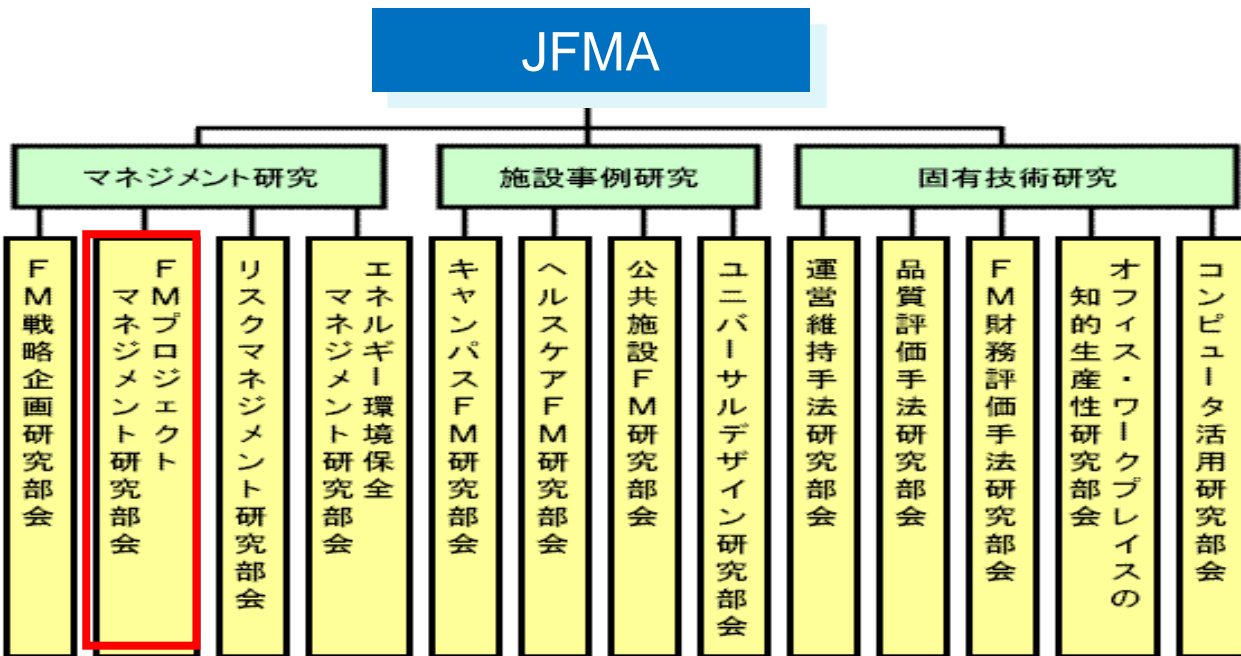 JFMA
マネジメント研究
施設事例研究
固有技術研究
FM戦略企画研究部会
FMプロジェクト
マネジメント研究部会
リスクマネジメント研究部会
エネルギー環境保全
マネジメント研究部会
キャンパスFM研究部会
ヘルスケアFM研究部会
公共施設FM研究部会
ユニバーサルデザイン研究部会
運営維持手法研究部会
品質評価手法研究部会
FM財務評価手法研究部会
オフィス・ワークプレイスの
知的生産性研究部会
コンピュータ活用研究部会